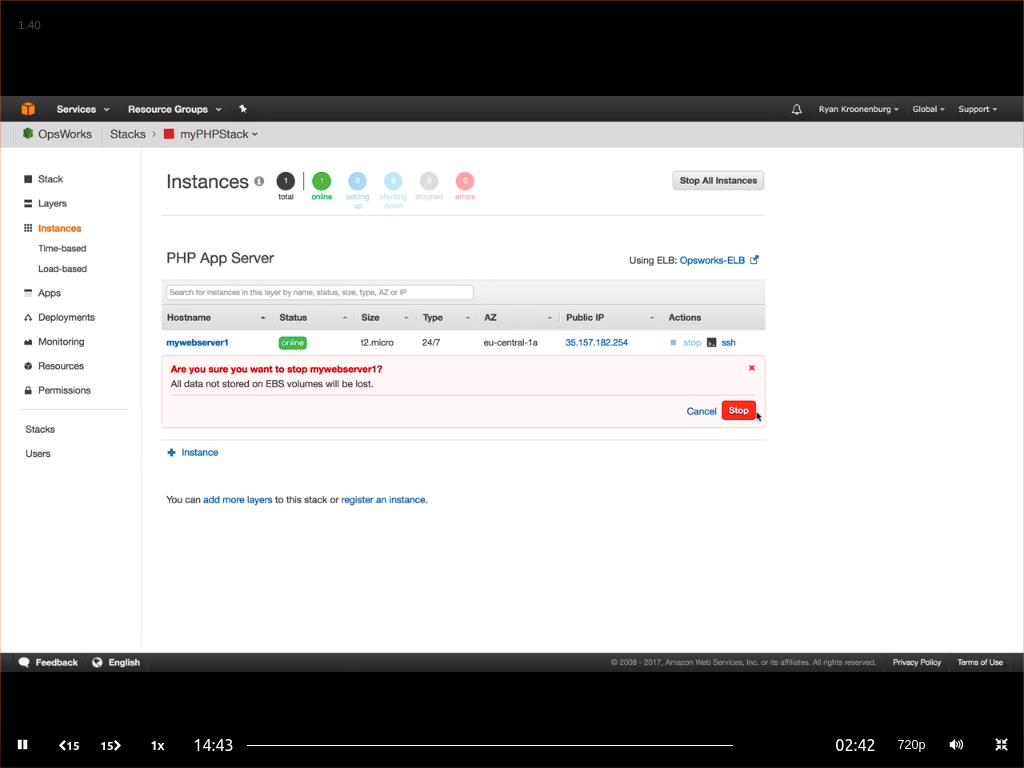 1.40
Services Resource Groups Ryan Kroonenburg Global Support
OpsWorks Stacks myPHPStack
Stack
Layers
Instances
Time-based
Load-based
Apps
Deployments
Monitoring
Resources
Permissions
Stacks
Users
Instances 1 1 0 0 0 0 Stop All Instances
total online setting up shutting down stopped errors
PHP App Server Using ELB: Opsworks-ELB
Search for instances in this layer by name, status, size, type, AZ or IP
Hostname Status Size Type AZ Public IP Actions
mywebserver1 online t2.micro 24/7 eu-central-1a 35.157.182.254 stop ssh
Are you sure you want to stop mywebserver1?
All data not stored on EBS volumes will be lost.
Cancel Stop
Instance
You can add more layers to this stack or register an instance.
Feedback English © 2008 - 2017, Amazon Web Services, Inc. or its affiliates. All rights reserved. Privacy Policy Terms of Use
15 15 1x 14:43 02:42 720p